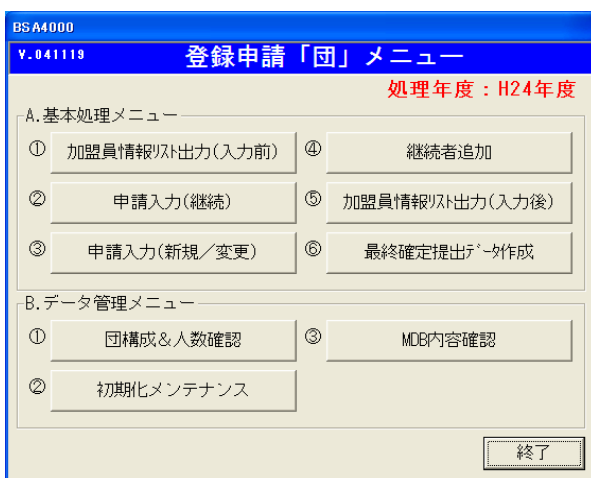 BSA4000
V.041119 登録申請「団」メニュー
処理年度：H24年度
A.基本処理メニュー
① 加盟員情報ﾘｽﾄ出力(入力前) ④ 継続者追加
② 申請入力(継続) ⑤ 加盟員情報ﾘｽﾄ出力(入力後)
③ 申請入力(新規／変更) ⑥ 最終確定提出ﾃﾞｰﾀ作成
B.データ管理メニュー
① 団構成＆人数確認 ③ MDB内容確認
② 初期化メンテナンス
終了